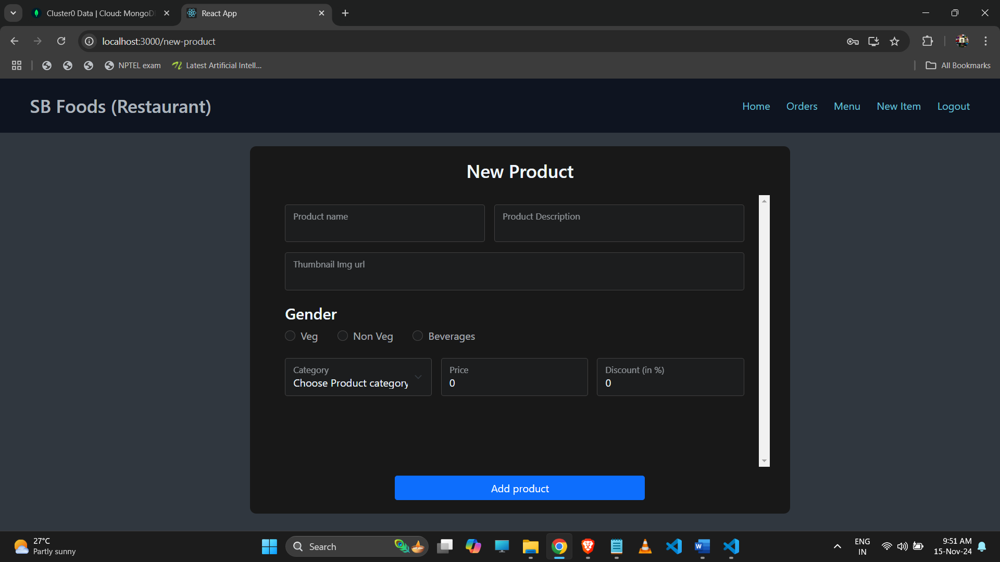 Cluster0 Data | Cloud: MongoD
React App
localhost:3000/new-product
NPTEL exam
Latest Artificial Intell...
All Bookmarks
SB Foods (Restaurant)
Home
Orders
Menu
New Item
Logout
New Product
Product name
Product Description
Thumbnail Img url
Gender
Veg
Non Veg
Beverages
Category
Choose Product category
Price
0
Discount (in %)
0
Add product
27°C
Partly sunny
Search
ENG
IN
9:51 AM
15-Nov-24